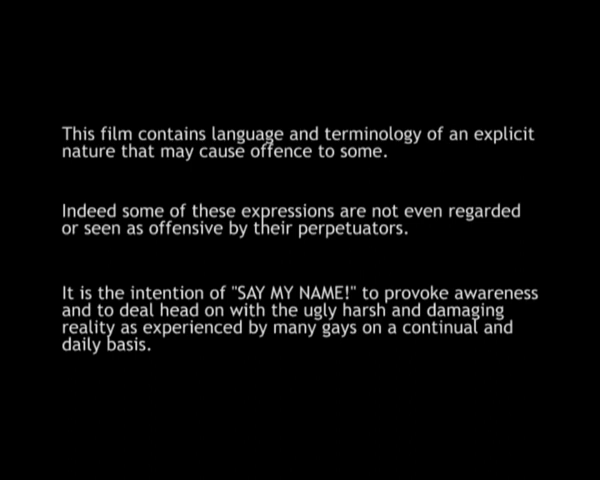 This film contains language and terminology of an explicit
nature that may cause offence to some.
Indeed some of these expressions are not even regarded
or seen as offensive by their perpetuators.
It is the intention of "SAY MY NAME!" to provoke awareness
and to deal head on with the ugly harsh and damaging
reality as experienced by many gays on a continual and
daily basis.